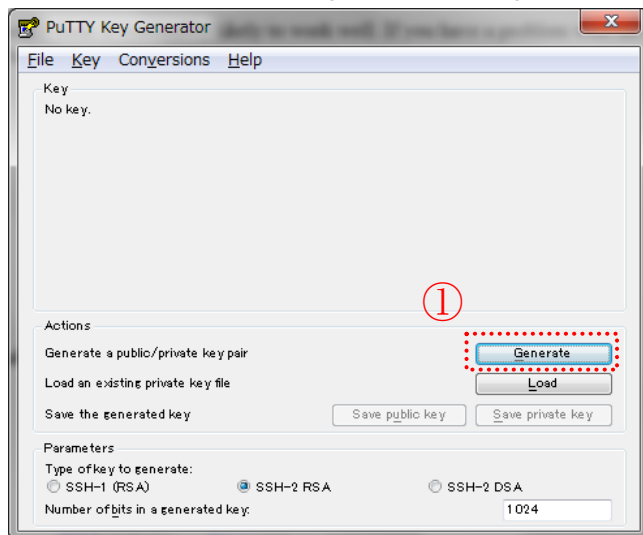 PuTTY Key Generator
File Key Conversions Help
Key
No key.
①
Actions
Generate a public/private key pair Generate
Load an existing private key file Load
Save the generated key Save public key Save private key
Parameters
Type of key to generate:
SSH-1 (RSA) SSH-2 RSA SSH-2 DSA
Number of bits in a generated key: 1024